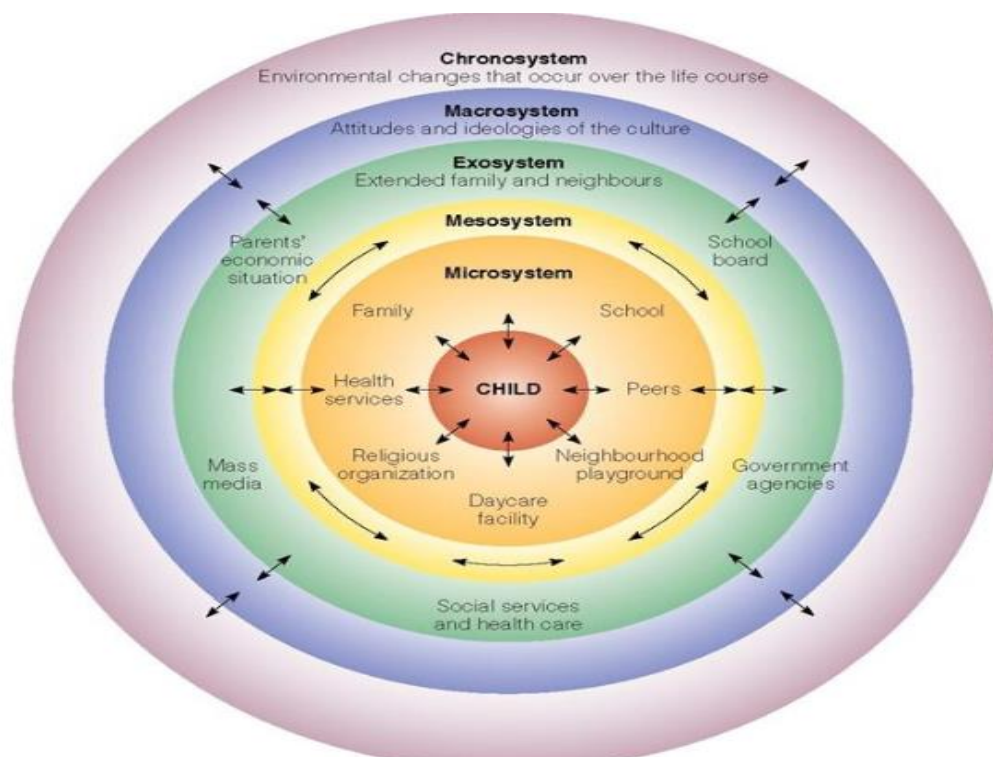 Chronosystem
Environmental changes that occur over the life course
Macrosystem
Attitudes and ideologies of the culture
Exosystem
Extended family and neighbours
Mesosystem
Parents'
economic
situation
School
board
Microsystem
Family
School
Health
services
CHILD
Peers
Religious
organization
Neighbourhood
playground
Mass
media
Government
agencies
Daycare
facility
Social services
and health care